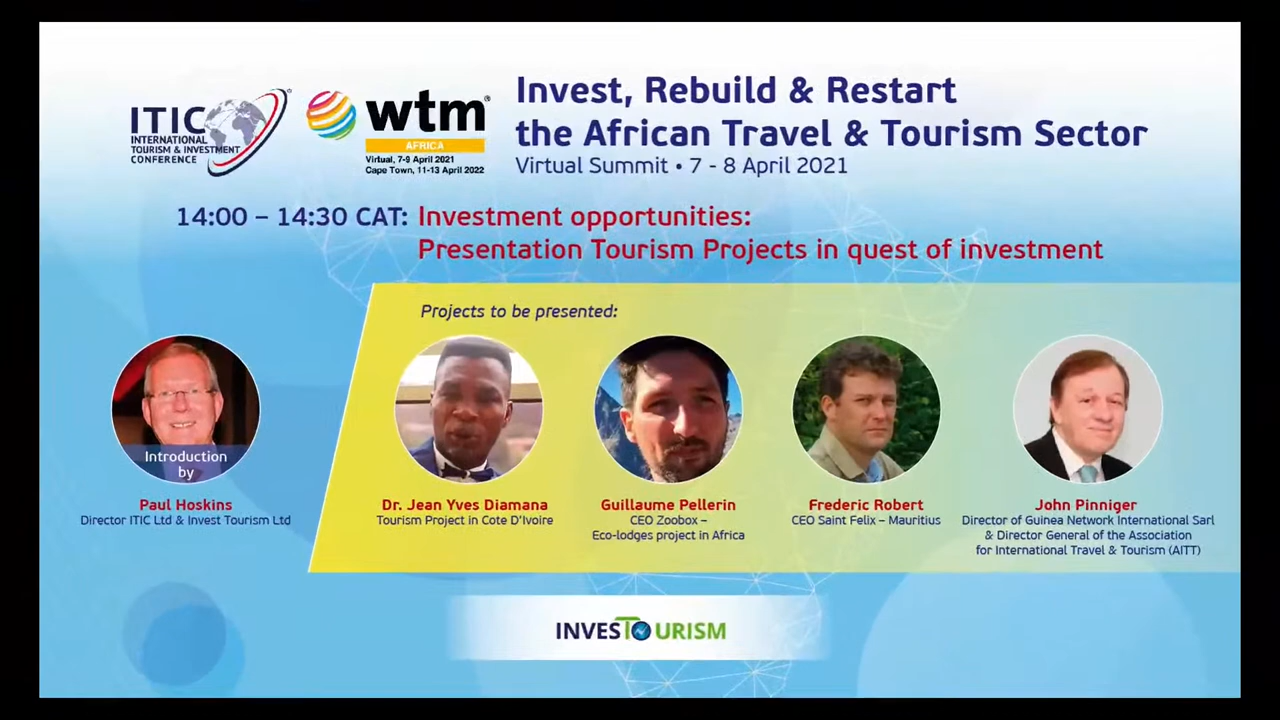 ITIC
INTERNATIONAL
TOURISM & INVESTMENT
CONFERENCE
wtm®
AFRICA
Virtual, 7-9 April 2021
Cape Town, 11-13 April 2022
Invest, Rebuild & Restart
the African Travel & Tourism Sector
Virtual Summit • 7 - 8 April 2021
14:00 – 14:30 CAT: Investment opportunities:
Presentation Tourism Projects in quest of investment
Projects to be presented:
Introduction
by
Paul Hoskins
Director ITIC Ltd & Invest Tourism Ltd
Dr. Jean Yves Diamana
Tourism Project in Cote D'Ivoire
Guillaume Pellerin
CEO Zoobox –
Eco-lodges project in Africa
Frederic Robert
CEO Saint Felix – Mauritius
John Pinniger
Director of Guinea Network International Sarl
& Director General of the Association
for International Travel & Tourism (AITT)
INVESTOURISM